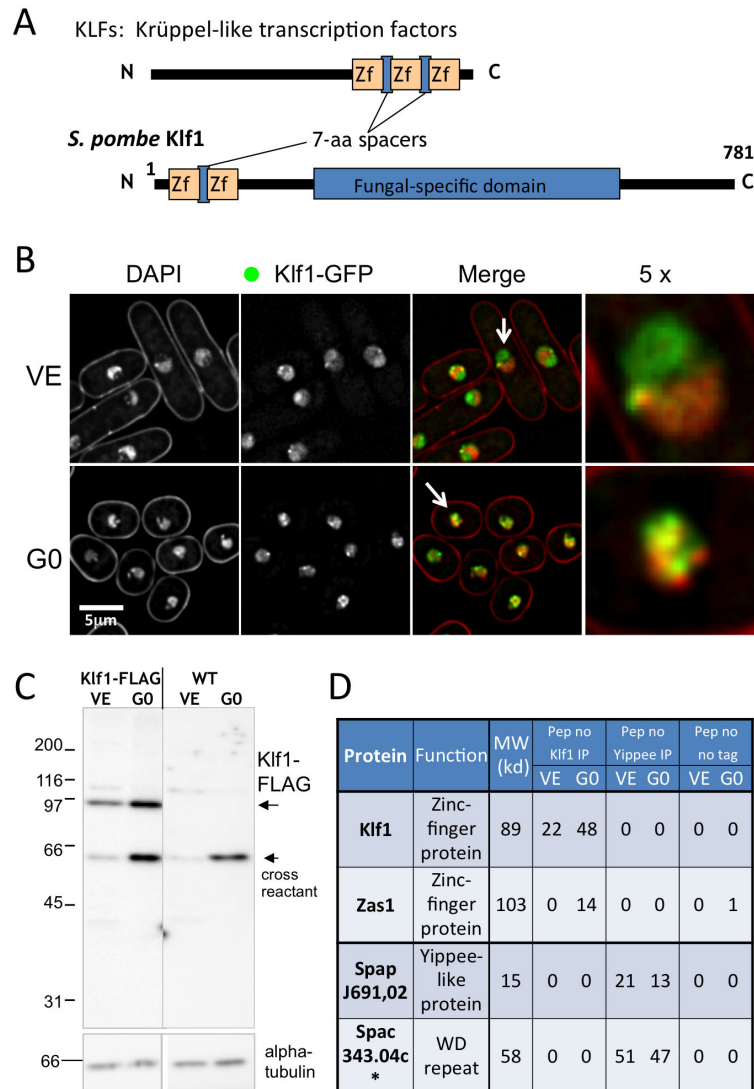 A
KLFs: Krüppel-like transcription factors
N
Zf Zf Zf
C
7-aa spacers
S. pombe Klf1
781
1
N
Zf Zf
Fungal-specific domain
C
B
DAPI Klf1-GFP Merge 5 x
VE
G0
5µm
C
Klf1-FLAG WT
VE G0 VE G0
200
116
97
66
45
31
Klf1-
FLAG
cross
reactant
66
alpha-
tubulin
D
Protein Function MW (kd) Pep no Klf1 IP Pep no Yippee IP Pep no no tag
VE G0 VE G0 VE G0
Klf1 Zinc-finger protein 89 22 48 0 0 0 0
Zas1 Zinc-finger protein 103 0 14 0 0 0 1
Spap J691,02 Yippee-like protein 15 0 0 21 13 0 0
Spac 343.04c * WD repeat 58 0 0 51 47 0 0